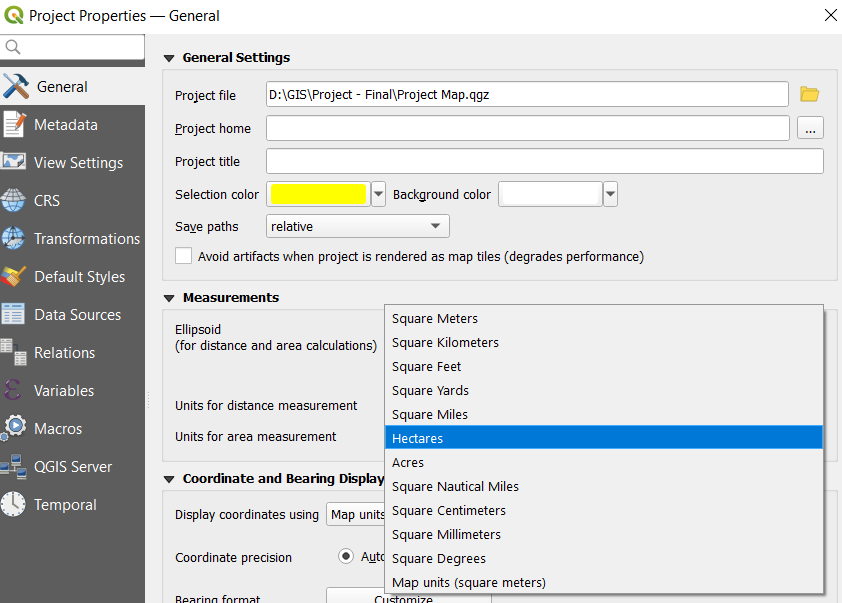 Project Properties — General
General
Metadata
View Settings
CRS
Transformations
Default Styles
Data Sources
Relations
Variables
Macros
QGIS Server
Temporal
General Settings
Project file D:\GIS\Project - Final\Project Map.qgz
Project home ...
Project title
Selection color Background color
Save paths relative
Avoid artifacts when project is rendered as map tiles (degrades performance)
Measurements
Ellipsoid
(for distance and area calculations)
Units for distance measurement
Units for area measurement
Square Meters
Square Kilometers
Square Feet
Square Yards
Square Miles
Hectares
Acres
Square Nautical Miles
Square Centimeters
Square Millimeters
Square Degrees
Map units (square meters)
Coordinate and Bearing Display
Display coordinates using Map units
Coordinate precision Auto
Bearing format Customize